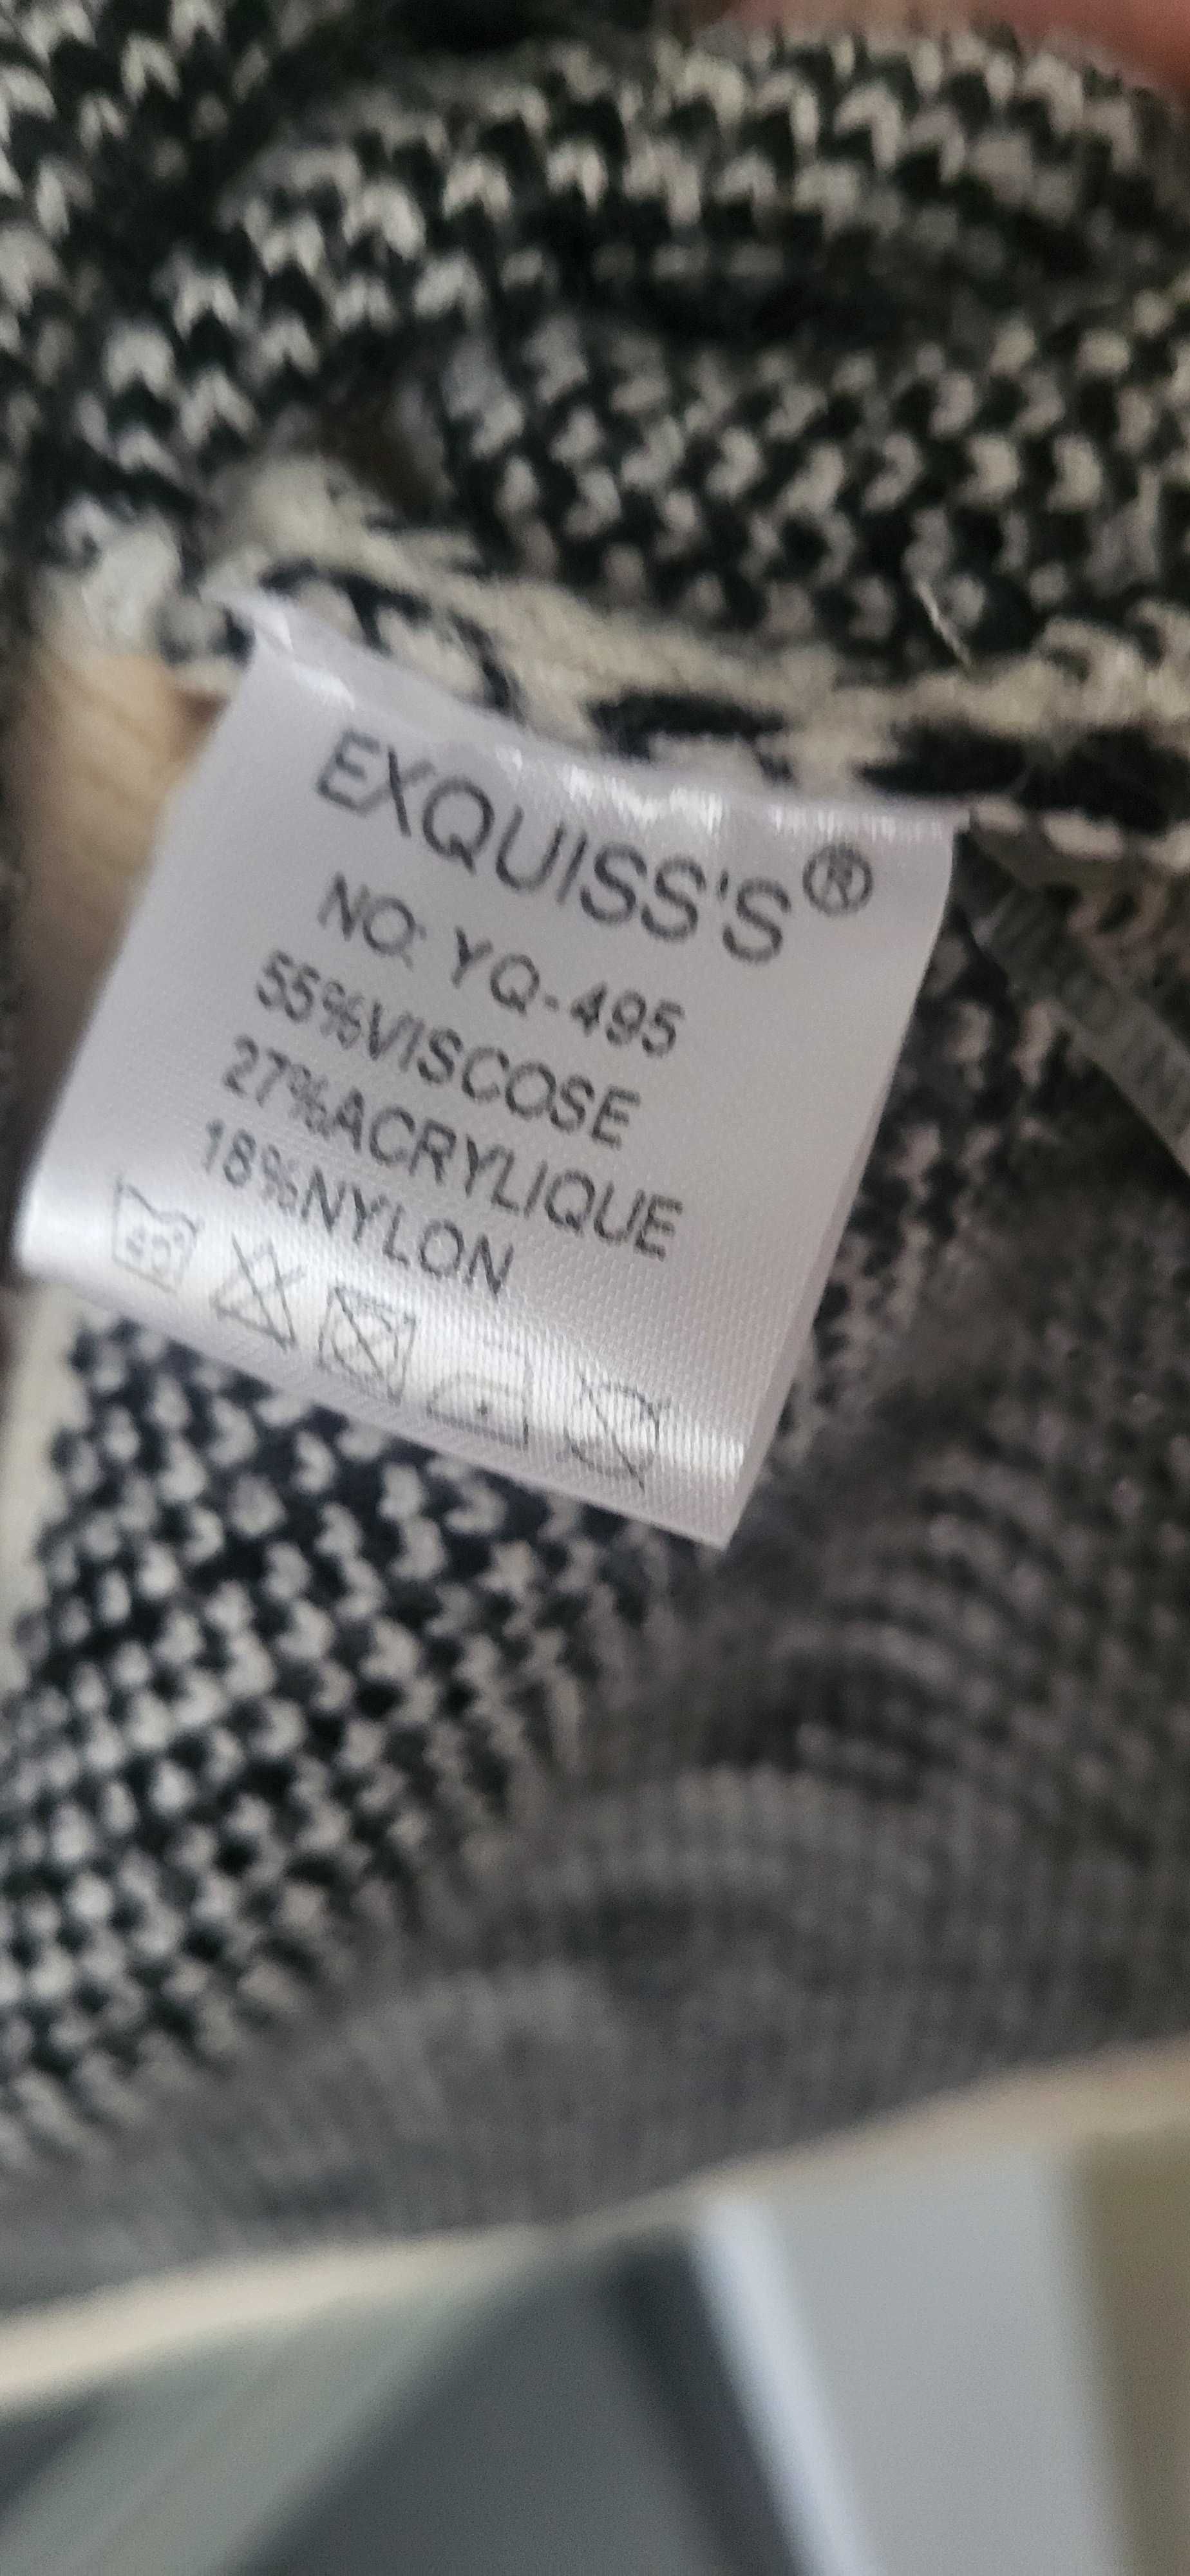 EXQUISS'S®
NO: YQ-495
55%VISCOSE
27%ACRYLIQUE
18%NYLON
40°